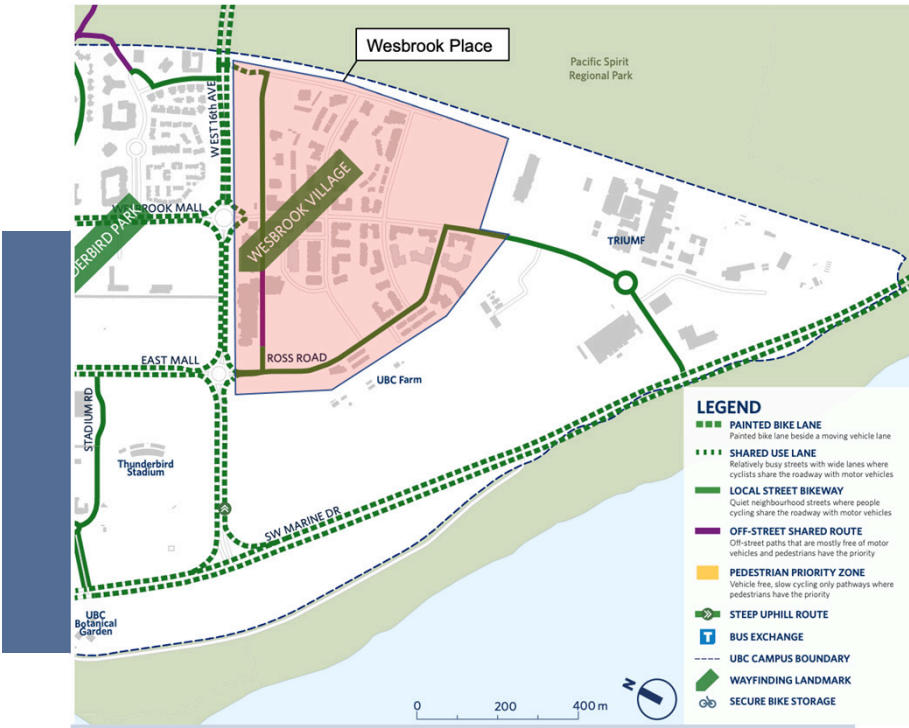 Wesbrook Place
Pacific Spirit
Regional Park
WEST 16th AVE
WESBROOK MALL
WESBROOK VILLAGE
DERBIRD PARK
TRIUMF
EAST MALL
ROSS ROAD
UBC Farm
STADIUM RD
Thunderbird
Stadium
SW MARINE DR
UBC
Botanical
Garden
N
0 200 400 m
LEGEND
PAINTED BIKE LANE
Painted bike lane beside a moving vehicle lane
SHARED USE LANE
Relatively busy streets with wide lanes where
cyclists share the roadway with motor vehicles
LOCAL STREET BIKEWAY
Quiet neighbourhood streets where people
cycling share the roadway with motor vehicles
OFF-STREET SHARED ROUTE
Off-street paths that are mostly free of motor
vehicles and pedestrians have the priority
PEDESTRIAN PRIORITY ZONE
Vehicle free, slow cycling only pathways where
pedestrians have the priority
STEEP UPHILL ROUTE
T BUS EXCHANGE
UBC CAMPUS BOUNDARY
WAYFINDING LANDMARK
SECURE BIKE STORAGE